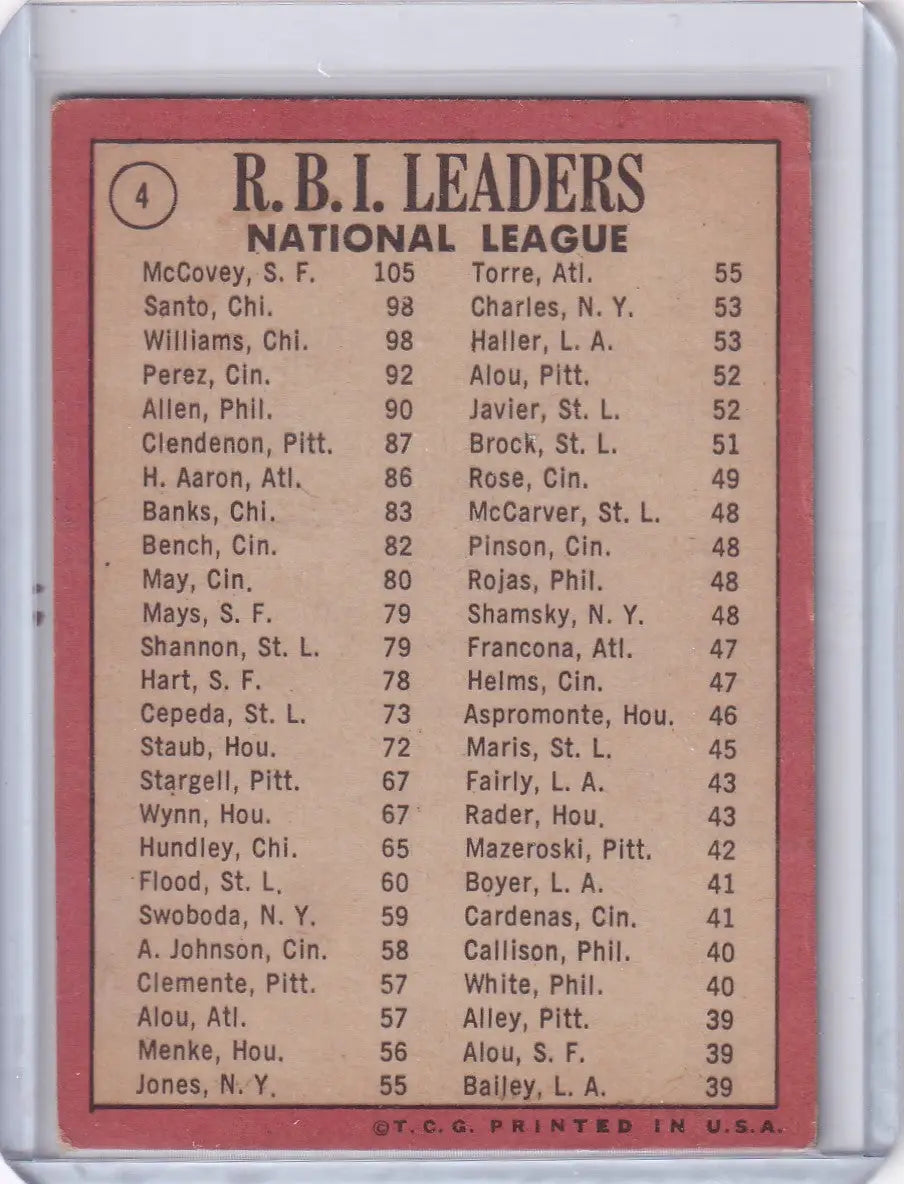 4
R.B.I. LEADERS
NATIONAL LEAGUE
McCovey, S. F. 105
Santo, Chi. 98
Williams, Chi. 98
Perez, Cin. 92
Allen, Phil. 90
Clendenon, Pitt. 87
H. Aaron, Atl. 86
Banks, Chi. 83
Bench, Cin. 82
May, Cin. 80
Mays, S. F. 79
Shannon, St. L. 79
Hart, S. F. 78
Cepeda, St. L. 73
Staub, Hou. 72
Stargell, Pitt. 67
Wynn, Hou. 67
Hundley, Chi. 65
Flood, St. L. 60
Swoboda, N. Y. 59
A. Johnson, Cin. 58
Clemente, Pitt. 57
Alou, Atl. 57
Menke, Hou. 56
Jones, N. Y. 55
Torre, Atl. 55
Charles, N. Y. 53
Haller, L. A. 53
Alou, Pitt. 52
Javier, St. L. 52
Brock, St. L. 51
Rose, Cin. 49
McCarver, St. L. 48
Pinson, Cin. 48
Rojas, Phil. 48
Shamsky, N. Y. 48
Francona, Atl. 47
Helms, Cin. 47
Aspromonte, Hou. 46
Maris, St. L. 45
Fairly, L. A. 43
Rader, Hou. 43
Mazeroski, Pitt. 42
Boyer, L. A. 41
Cardenas, Cin. 41
Callison, Phil. 40
White, Phil. 40
Alley, Pitt. 39
Alou, S. F. 39
Bailey, L. A. 39
©T. C. G. PRINTED IN U.S.A.